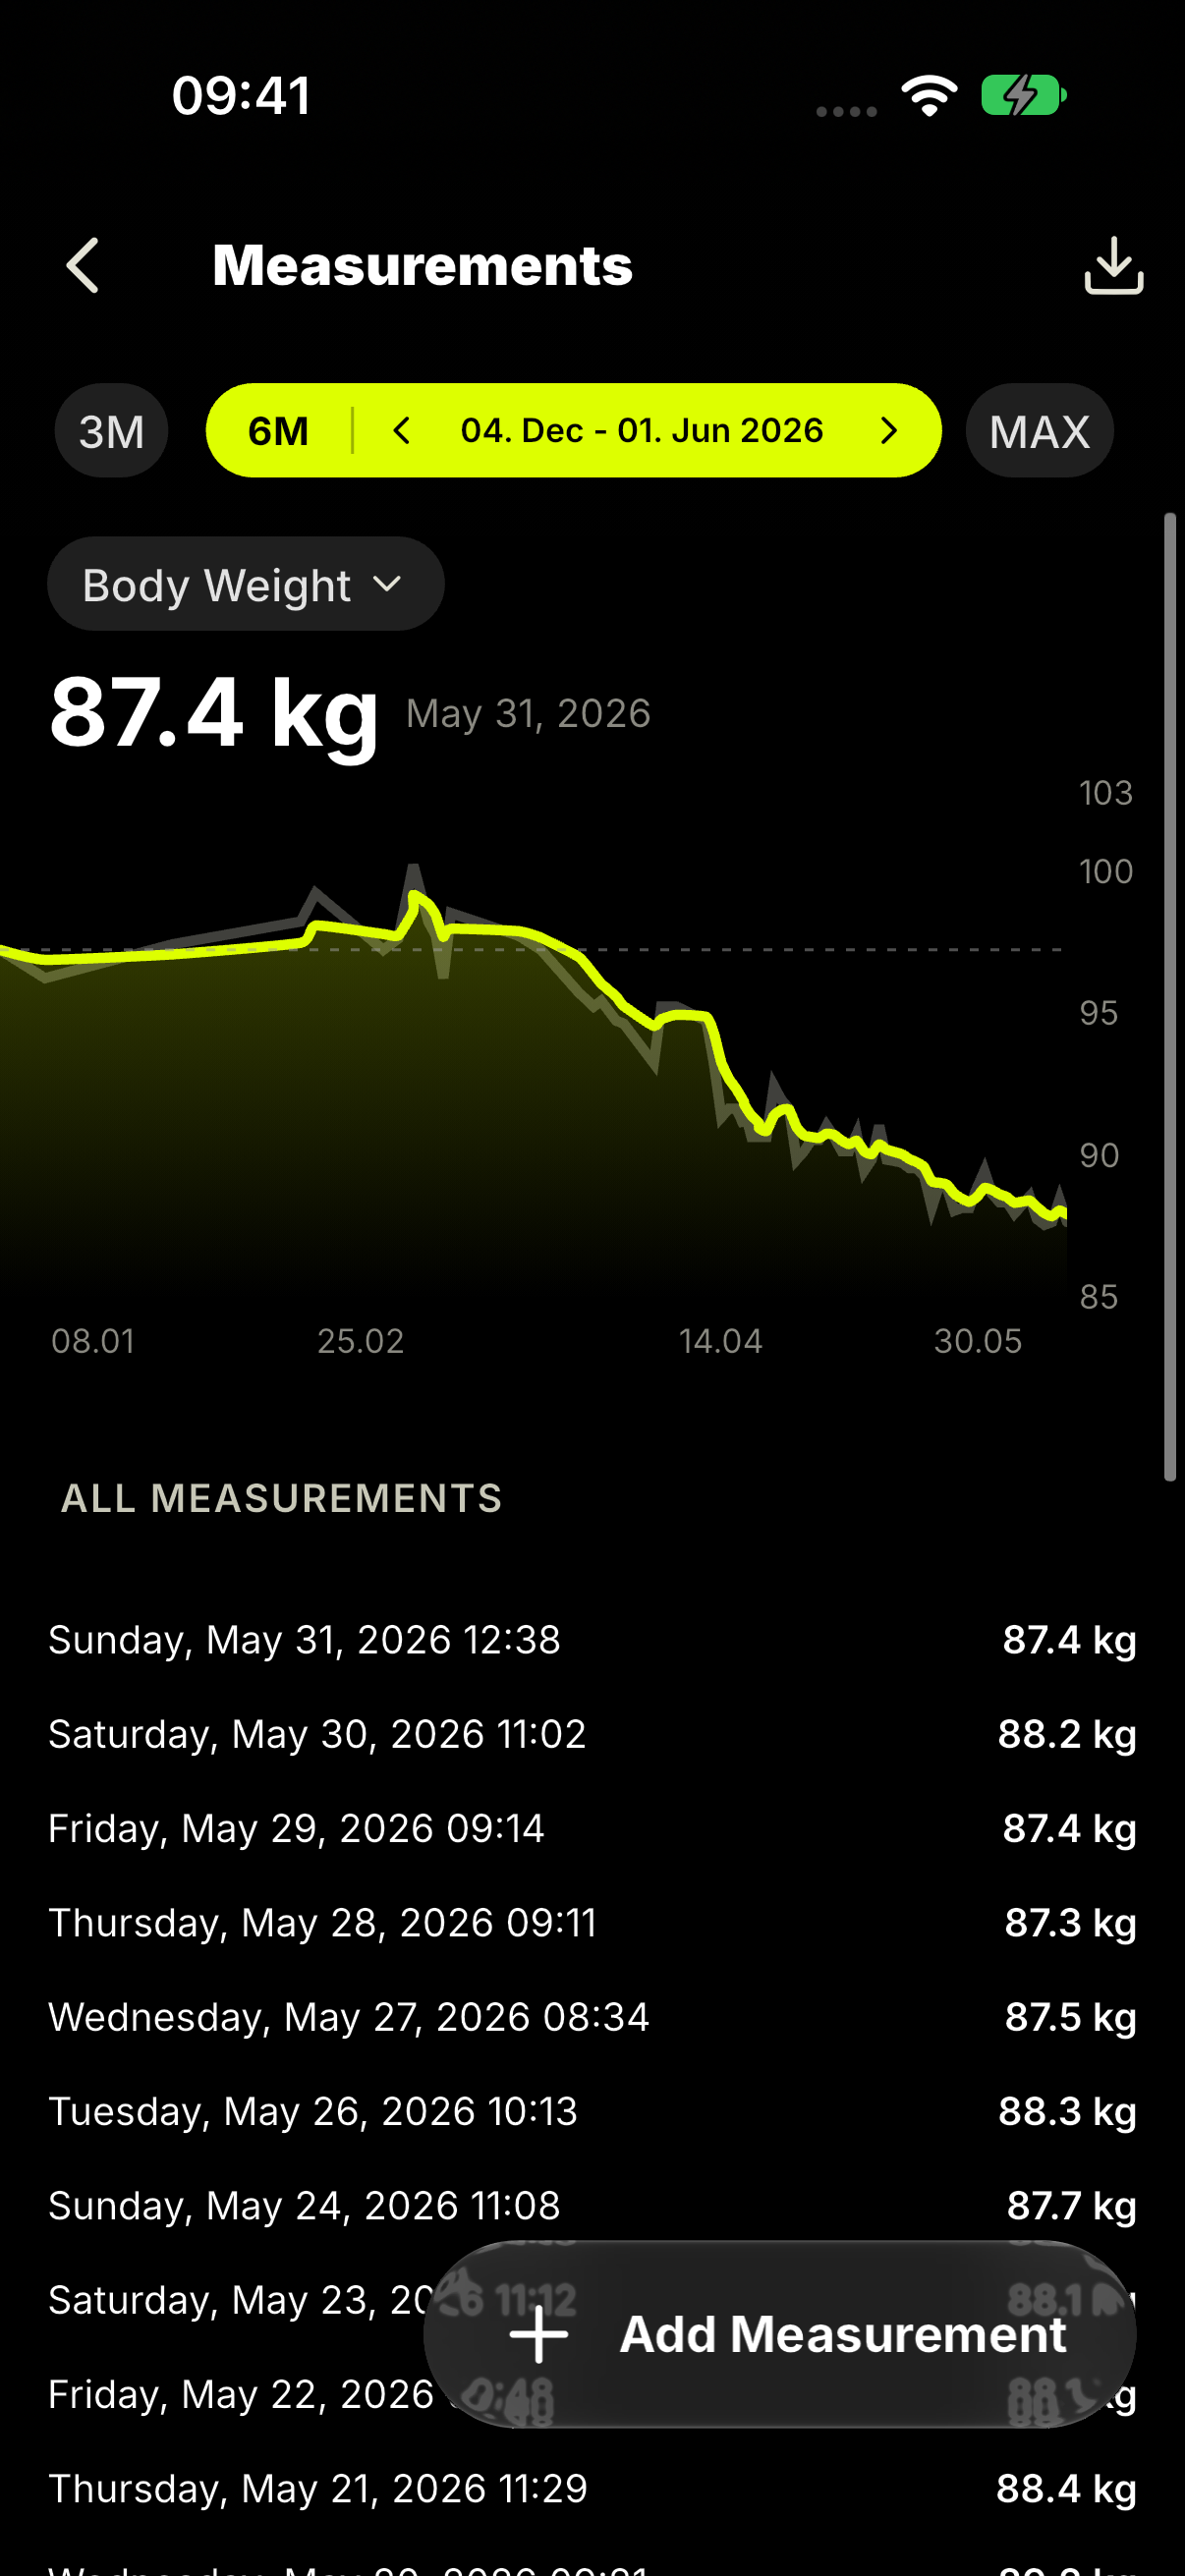 09:41
Measurements
3M
6M
04. Dec - 01. Jun 2026
MAX
Body Weight
87.4 kg May 31, 2026
103
100
95
90
85
08.01 25.02 14.04 30.05
ALL MEASUREMENTS
Sunday, May 31, 2026 12:38 87.4 kg
Saturday, May 30, 2026 11:02 88.2 kg
Friday, May 29, 2026 09:14 87.4 kg
Thursday, May 28, 2026 09:11 87.3 kg
Wednesday, May 27, 2026 08:34 87.5 kg
Tuesday, May 26, 2026 10:13 88.3 kg
Sunday, May 24, 2026 11:08 87.7 kg
Saturday, May 23, 2026 11:12 88.1
Add Measurement
Friday, May 22, 2026
Thursday, May 21, 2026 11:29 88.4 kg